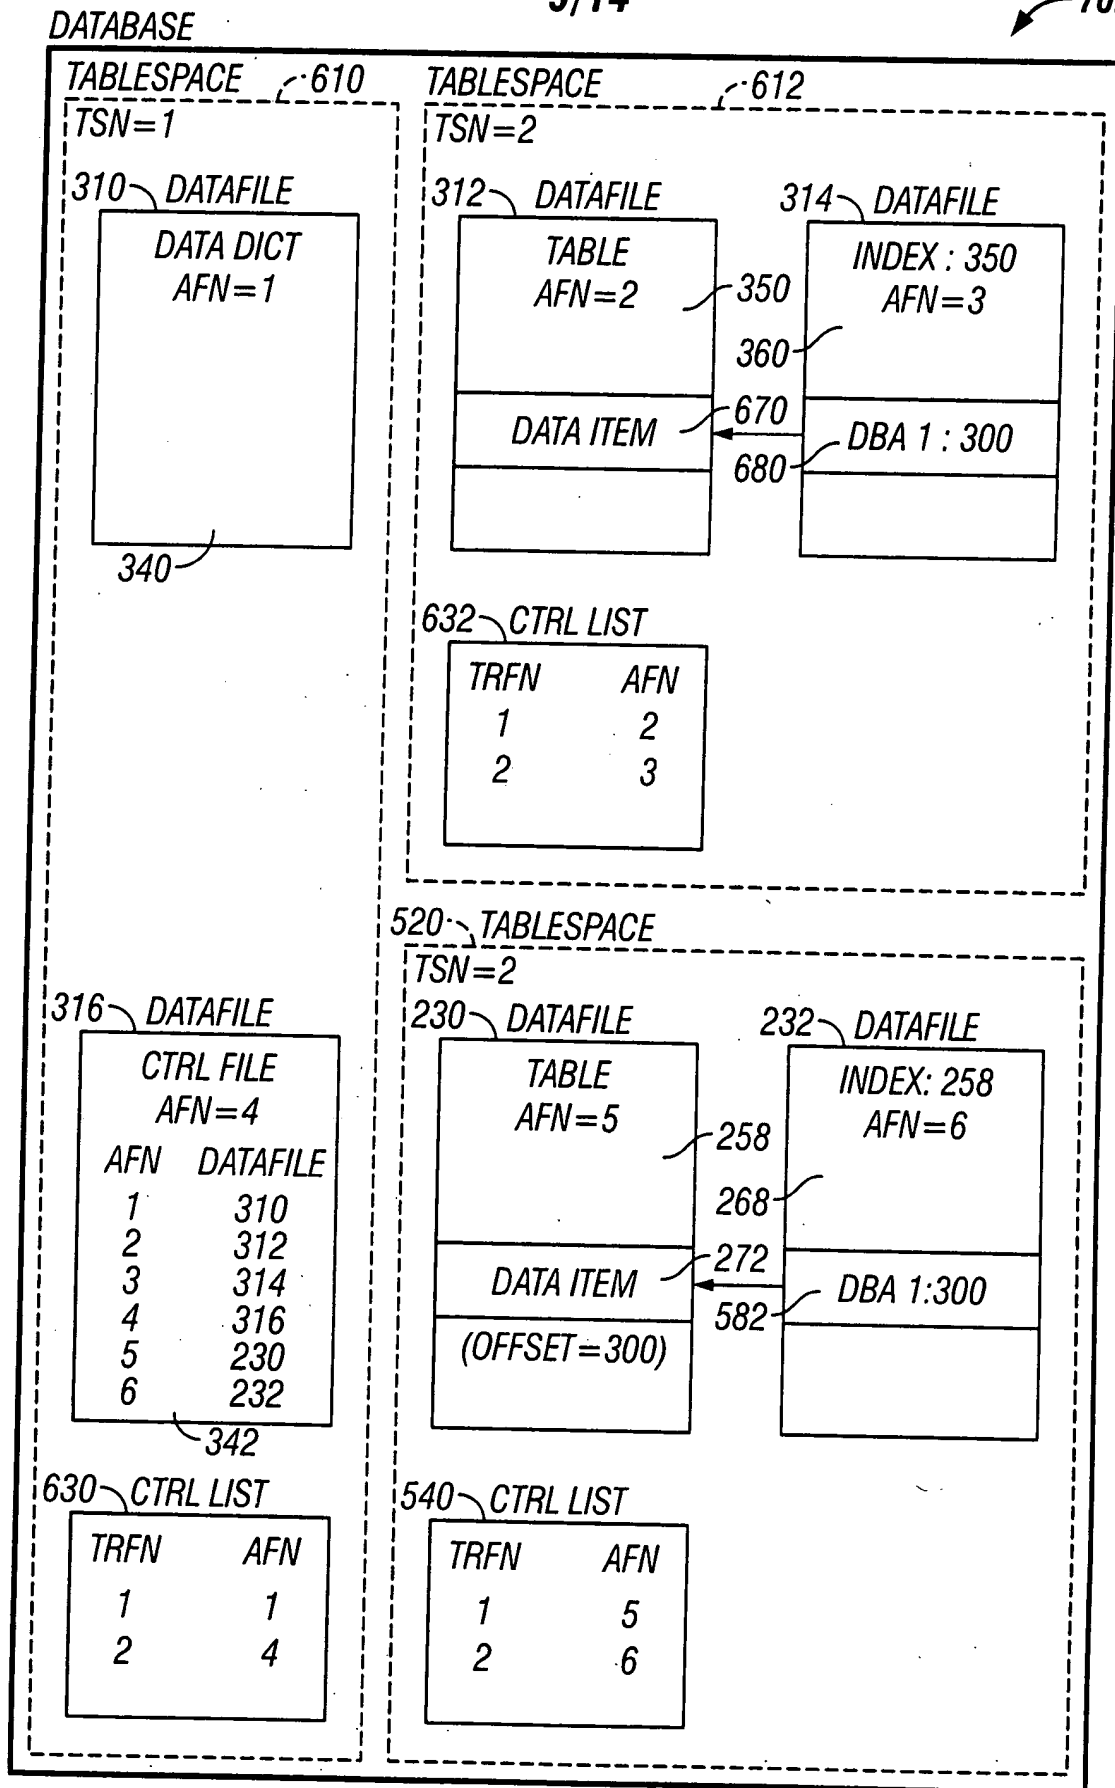 9/14
DATABASE
TABLESPACE 610
TSN=1
310 DATAFILE
DATA DICT
AFN=1
340
316 DATAFILE
CTRL FILE
AFN=4
AFN DATAFILE
1 310
2 312
3 314
4 316
5 230
6 232
342
630 CTRL LIST
TRFN AFN
1 1
2 4
TABLESPACE 612
TSN=2
312 DATAFILE
TABLE
AFN=2
350
DATA ITEM
670
314 DATAFILE
INDEX : 350
AFN=3
360
DBA 1 : 300
680
632 CTRL LIST
TRFN AFN
1 2
2 3
520 TABLESPACE
TSN=2
230 DATAFILE
TABLE
AFN=5
258
DATA ITEM
272
(OFFSET=300)
232 DATAFILE
INDEX: 258
AFN=6
268
DBA 1:300
582
540 CTRL LIST
TRFN AFN
1 5
2 6